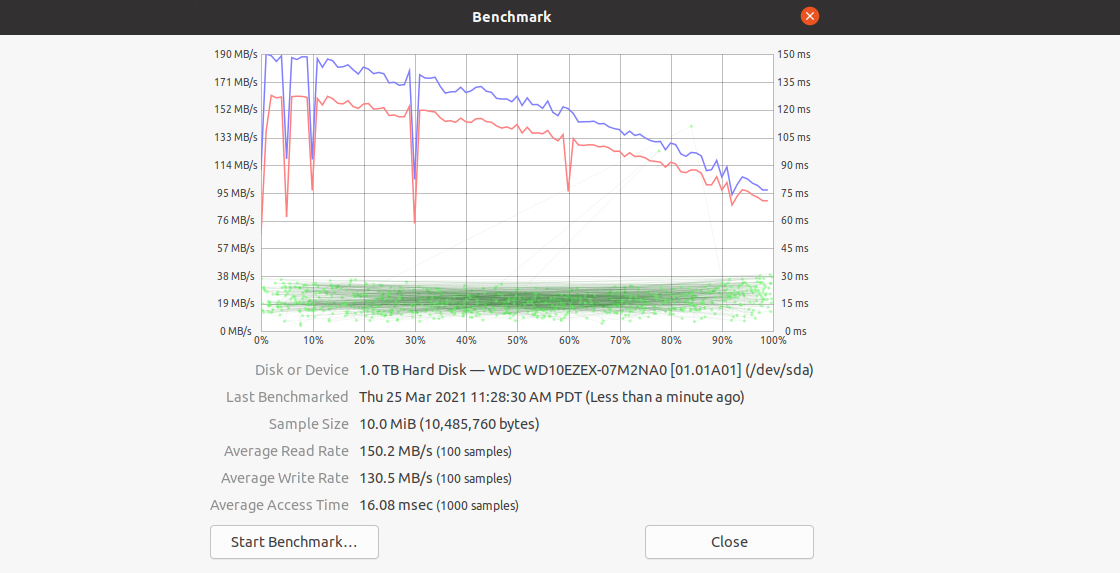 Benchmark
190 MB/s 150 ms
171 MB/s 135 ms
152 MB/s 120 ms
133 MB/s 105 ms
114 MB/s 90 ms
95 MB/s 75 ms
76 MB/s 60 ms
57 MB/s 45 ms
38 MB/s 30 ms
19 MB/s 15 ms
0 MB/s 0 ms
0% 10% 20% 30% 40% 50% 60% 70% 80% 90% 100%
Disk or Device 1.0 TB Hard Disk — WDC WD10EZEX-07M2NA0 [01.01A01] (/dev/sda)
Last Benchmarked Thu 25 Mar 2021 11:28:30 AM PDT (Less than a minute ago)
Sample Size 10.0 MiB (10,485,760 bytes)
Average Read Rate 150.2 MB/s (100 samples)
Average Write Rate 130.5 MB/s (100 samples)
Average Access Time 16.08 msec (1000 samples)
Start Benchmark… Close